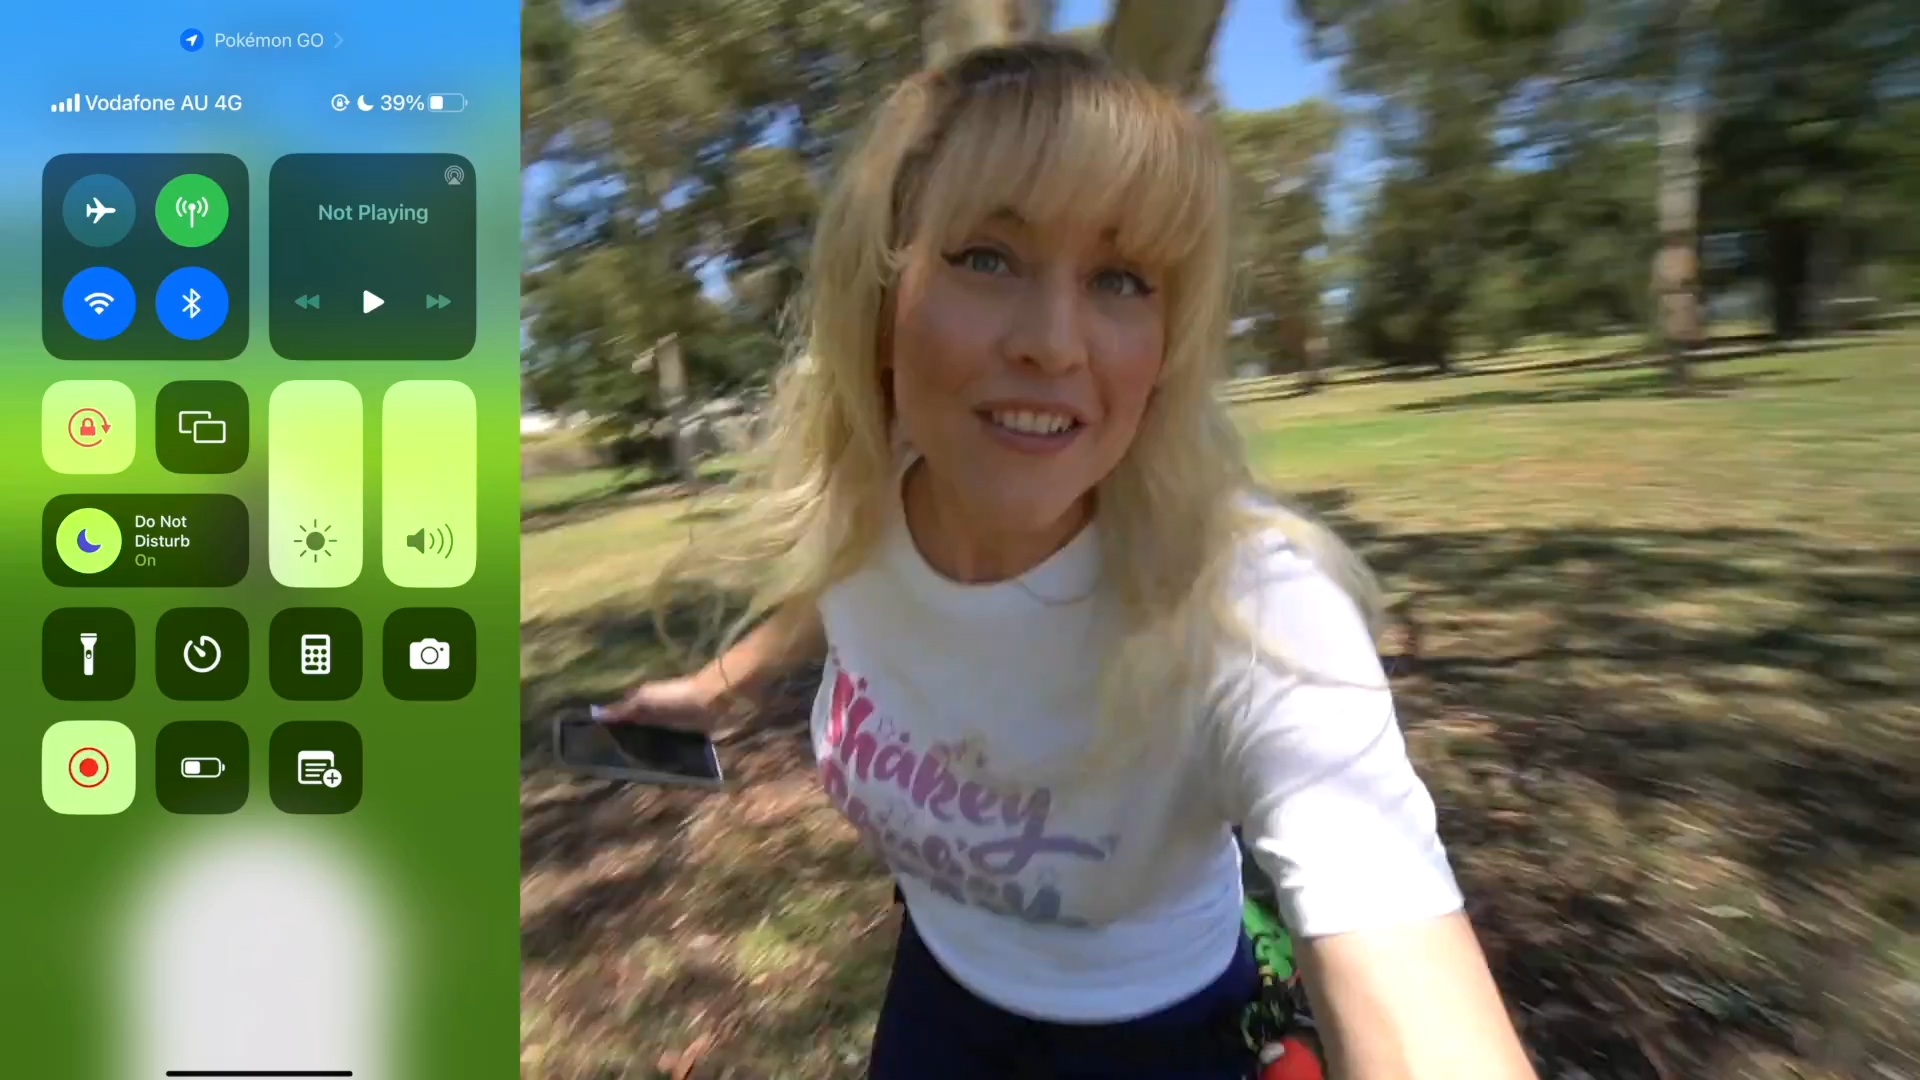 Pokémon GO
Vodafone AU 4G
39%
Not Playing
Do Not
Disturb
On
Shakey